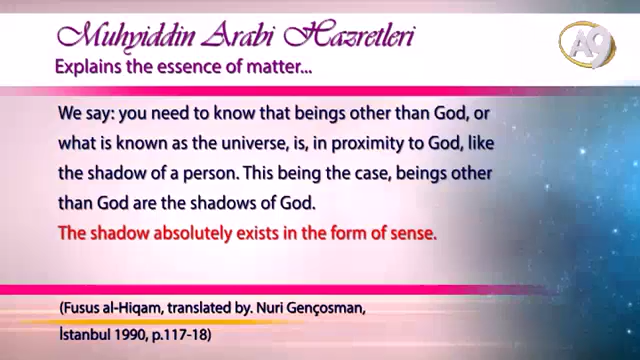 Muhyiddin Arabi Hazretleri
Explains the essence of matter...
A9
We say: you need to know that beings other than God, or
what is known as the universe, is, in proximity to God, like
the shadow of a person. This being the case, beings other
than God are the shadows of God.
The shadow absolutely exists in the form of sense.
(Fusus al-Hiqam, translated by. Nuri Gençosman,
İstanbul 1990, p.117-18)